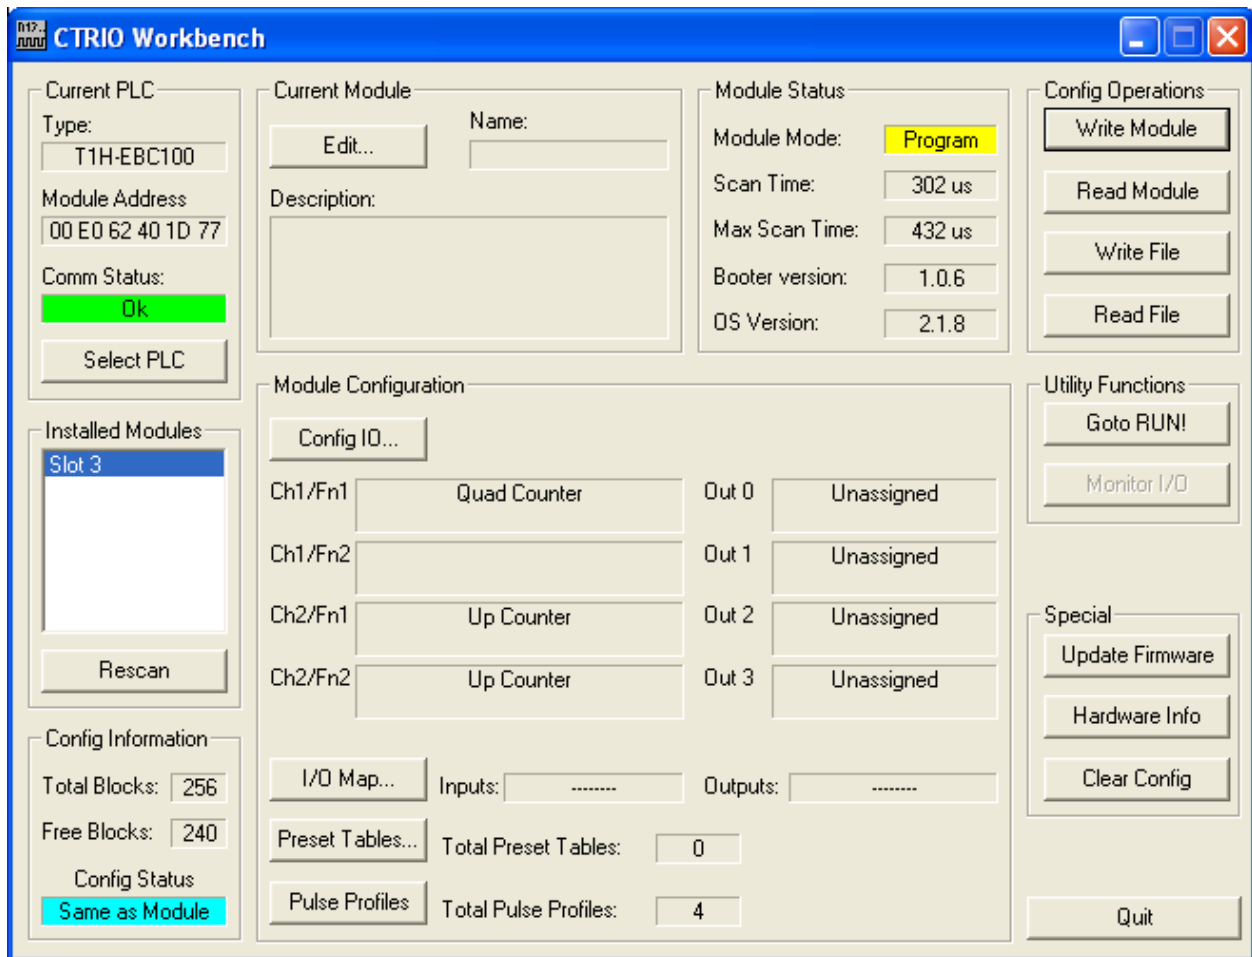 CTRIO Workbench
Current PLC
Type:
T1H-EBC100
Module Address
00 E0 62 40 1D 77
Comm Status:
Ok
Select PLC
Installed Modules
Slot 3
Rescan
Config Information
Total Blocks: 256
Free Blocks: 240
Config Status
Same as Module
Current Module
Edit...
Name:
Description:
Module Status
Module Mode: Program
Scan Time: 302 us
Max Scan Time: 432 us
Booter version: 1.0.6
OS Version: 2.1.8
Module Configuration
Config IO...
Ch1/Fn1 Quad Counter Out 0 Unassigned
Ch1/Fn2 Out 1 Unassigned
Ch2/Fn1 Up Counter Out 2 Unassigned
Ch2/Fn2 Up Counter Out 3 Unassigned
I/O Map... Inputs: -------- Outputs: --------
Preset Tables... Total Preset Tables: 0
Pulse Profiles Total Pulse Profiles: 4
Config Operations
Write Module
Read Module
Write File
Read File
Utility Functions
Goto RUN!
Monitor I/O
Special
Update Firmware
Hardware Info
Clear Config
Quit